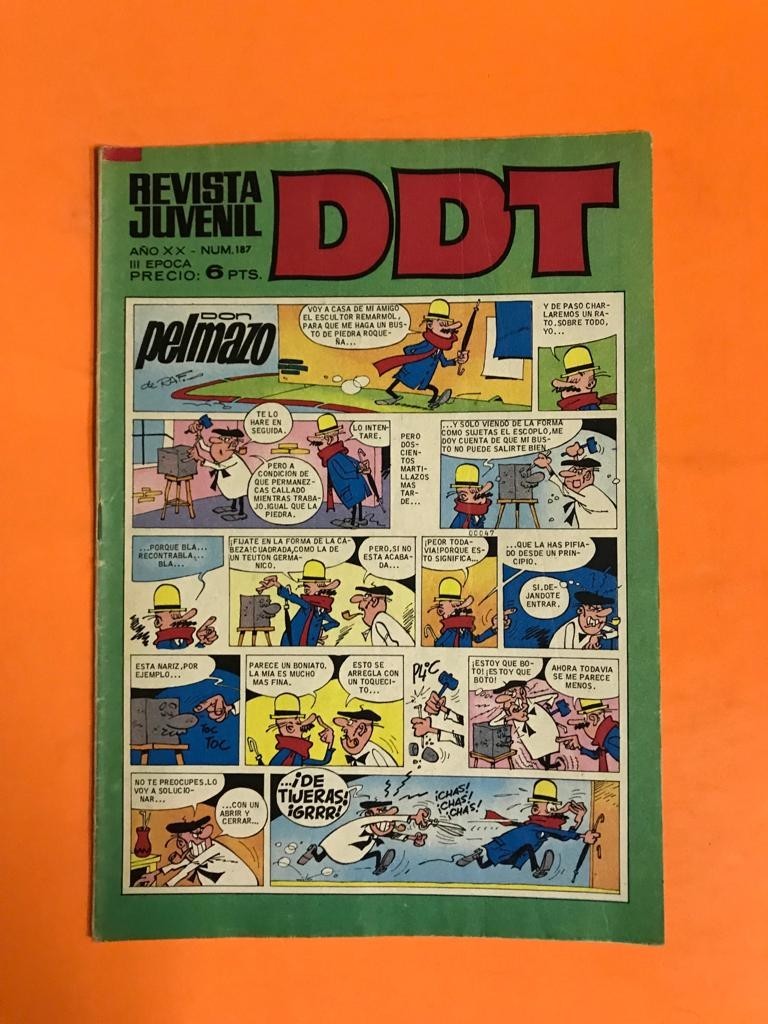 REVISTA
JUVENIL
DDT
AÑO XX - NUM.187
III EPOCA
PRECIO: 6 PTS.
DON
pelmazo
de RAF.
VOY A CASA DE MI AMIGO
EL ESCULTOR REMARMOL,
PARA QUE ME HAGA UN BUS-
TO DE PIEDRA ROQUE-
ÑA...
Y DE PASO CHAR-
LAREMOS UN RA-
TO.SOBRE TODO,
YO...
TE LO
HARE EN
SEGUIDA.
PERO A
CONDICION DE
QUE PERMANEZ-
CAS CALLADO
MIENTRAS TRABA-
JO.IGUAL QUE LA
PIEDRA.
LO INTEN-
TARE.
PERO
DOS-
CIEN-
TOS
MARTI-
LLAZOS
MAS
TAR-
DE...
...Y SOLO VIENDO DE LA FORMA
COMO SUJETAS EL ESCOPLO,ME
DOY CUENTA DE QUE MI BUS-
TO NO PUEDE SALIRTE BIEN
00047
...PORQUE BLA...
RECONTRABLA...
BLA...
¡FIJATE EN LA FORMA DE LA CA-
BEZA!CUADRADA,COMO LA DE
UN TEUTON GERMA-
NICO.
PERO,SI NO
ESTA ACABA-
DA...
¡PEOR TODA-
VIA!PORQUE ES-
TO SIGNIFICA...
...QUE LA HAS PIFIA-
DO DESDE UN PRIN-
CIPIO.
SI,DE-
JANDOTE
ENTRAR.
ESTA NARIZ,POR
EJEMPLO...
TOC
TOC
PARECE UN BONIATO.
LA MIA ES MUCHO
MAS FINA.
ESTO SE
ARREGLA CON
UN TOQUECI-
TO...
PLIC
¡ESTOY QUE BO-
TO!¡ESTOY QUE
BOTO!
AHORA TODAVIA
SE ME PARECE
MENOS.
NO TE PREOCUPES.LO
VOY A SOLUCIO-
NAR...
...CON UN
ABRIR Y
CERRAR...
...¡DE
TIJERAS!
¡GRRR!
¡CHAS!
¡CHAS!
¡CHAS!